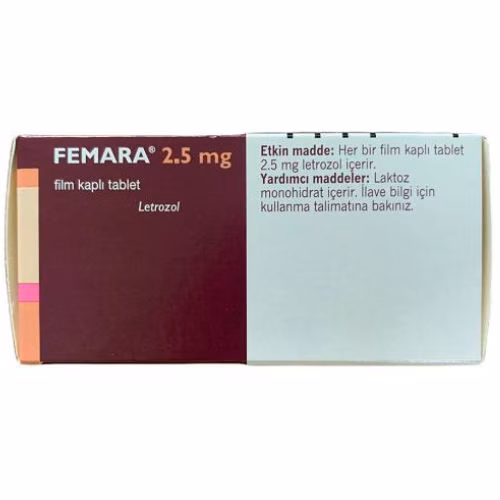 FEMARA® 2.5 mg
film kaplı tablet
Letrozol
Etkin madde: Her bir film kaplı tablet
2.5 mg letrozol içerir.
Yardımcı maddeler: Laktoz
monohidrat içerir. İlave bilgi için
kullanma talimatına bakınız.